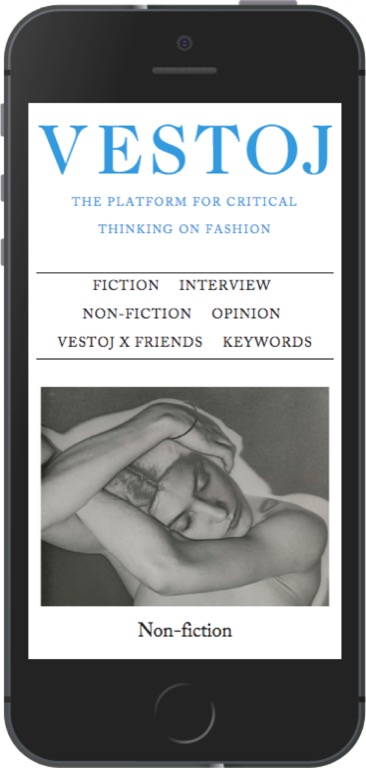 VESTOJ
THE PLATFORM FOR CRITICAL
THINKING ON FASHION
FICTION INTERVIEW
NON-FICTION OPINION
VESTOJ X FRIENDS KEYWORDS
Non-fiction